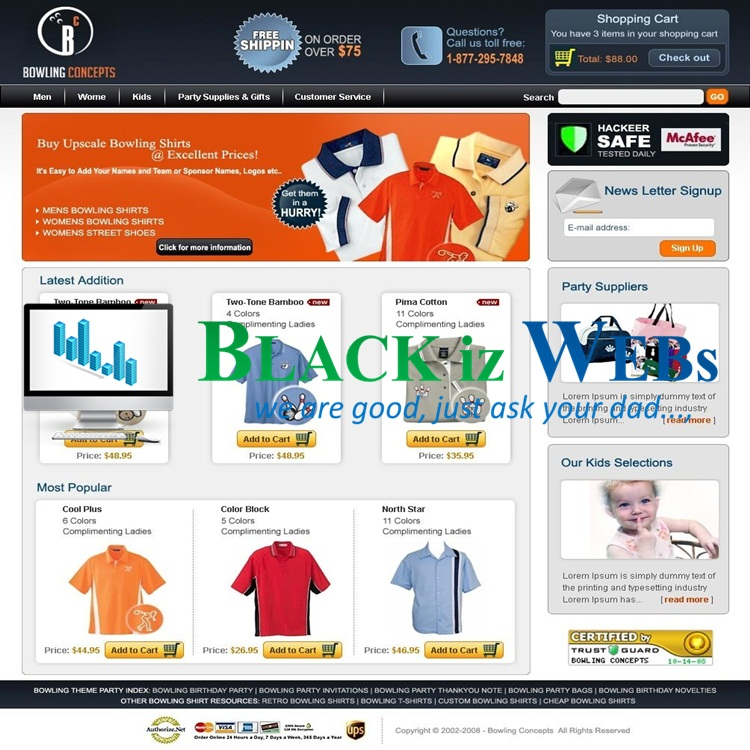 BC
BOWLING CONCEPTS
FREE
SHIPPIN
ON ORDER
OVER $75
Questions?
Call us toll free:
1-877-295-7848
Shopping Cart
You have 3 items in your shopping cart
Total: $88.00
Check out
Men
Wome
Kids
Party Supplies & Gifts
Customer Service
Search
GO
Buy Upscale Bowling Shirts
@ Excellent Prices!
It's Easy to Add Your Names and Team or Sponsor Names, Logos etc..
MENS BOWLING SHIRTS
WOMENS BOWLING SHIRTS
WOMENS STREET SHOES
Get them
in a
HURRY!
Click for more information
HACKEER
SAFE
TESTED DAILY
McAfee
Proven Security™
News Letter Signup
E-mail address:
Sign Up
Latest Addition
Two-Tone Bamboo new
Add to Cart
Price: $48.95
Two-Tone Bamboo new
4 Colors
Complimenting Ladies
Add to Cart
Price: $48.95
Pima Cotton new
11 Colors
Complimenting Ladies
Add to Cart
Price: $35.95
BLACK iz WEBs
we are good, just ask your dad...,
Party Suppliers
Lorem Ipsum is simply dummy text of
the printing and typesetting industry
Lorem Ipsum... [ read more ]
Our Kids Selections
Lorem Ipsum is simply dummy text of
the printing and typesetting industry
Lorem Ipsum has... [ read more ]
Most Popular
Cool Plus
6 Colors
Complimenting Ladies
Price: $44.95 Add to Cart
Color Block
5 Colors
Complimenting Ladies
Price: $26.95 Add to Cart
North Star
11 Colors
Complimenting Ladies
Price: $46.95 Add to Cart
CERTIFIED by
TRUST GUARD
BOWLING CONCEPTS 10-14-08
BOWLING THEME PARTY INDEX: BOWLING BIRTHDAY PARTY | BOWLING PARTY INVITATIONS | BOWLING PARTY THANKYOU NOTE | BOWLING PARTY BAGS | BOWLING BIRTHDAY NOVELTIES
OTHER BOWLING SHIRT RESOURCES: RETRO BOWLING SHIRTS | BOWLING T-SHIRTS | CUSTOM BOWLING SHIRTS | CHEAP BOWLING SHIRTS
Authorize.Net
MasterCard VISA
Order Online 24 Hours a Day, 7 Days a Week, 365 Days a Year
100% Secure
ups
Copyright © 2002-2008 - Bowling Concepts All Rights Reserved